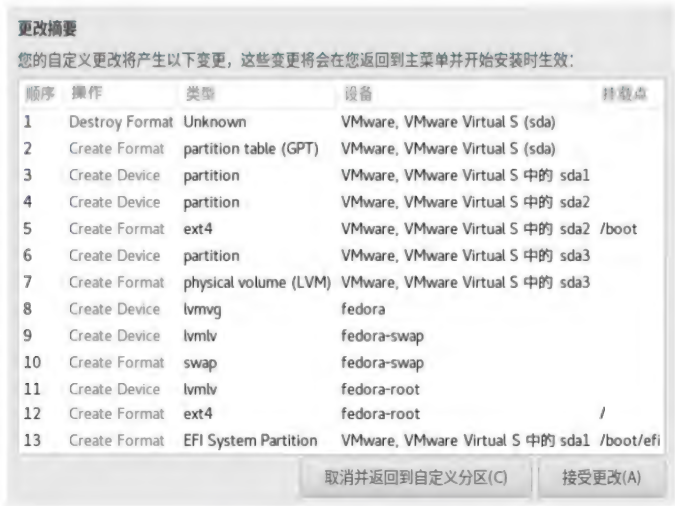 更改摘要
您的自定义更改将产生以下变更，这些变更将会在您返回到主菜单并开始安装时生效：
顺序 操作 类型 设备 挂载点
1 Destroy Format Unknown VMware, VMware Virtual S (sda)
2 Create Format partition table (GPT) VMware, VMware Virtual S (sda)
3 Create Device partition VMware, VMware Virtual S 中的 sda1
4 Create Device partition VMware, VMware Virtual S 中的 sda2
5 Create Format ext4 VMware, VMware Virtual S 中的 sda2 /boot
6 Create Device partition VMware, VMware Virtual S 中的 sda3
7 Create Format physical volume (LVM) VMware, VMware Virtual S 中的 sda3
8 Create Device lvmvg fedora
9 Create Device lvmlv fedora-swap
10 Create Format swap fedora-swap
11 Create Device lvmlv fedora-root
12 Create Format ext4 fedora-root /
13 Create Format EFI System Partition VMware, VMware Virtual S 中的 sda1 /boot/efi
取消并返回到自定义分区(C) 接受更改(A)